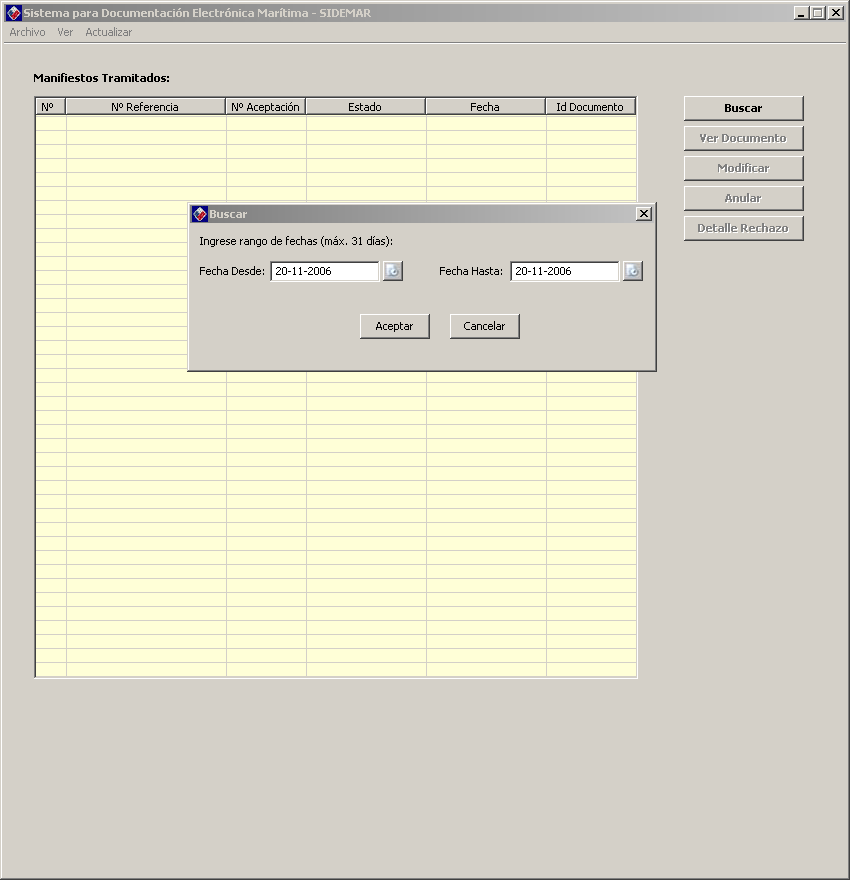 Sistema para Documentación Electrónica Marítima - SIDEMAR
Archivo Ver Actualizar
Manifiestos Tramitados:
Nº Nº Referencia Nº Aceptación Estado Fecha Id Documento
Buscar
Ver Documento
Modificar
Anular
Detalle Rechazo
Buscar
Ingrese rango de fechas (máx. 31 días):
Fecha Desde: 20-11-2006 Fecha Hasta: 20-11-2006
Aceptar Cancelar